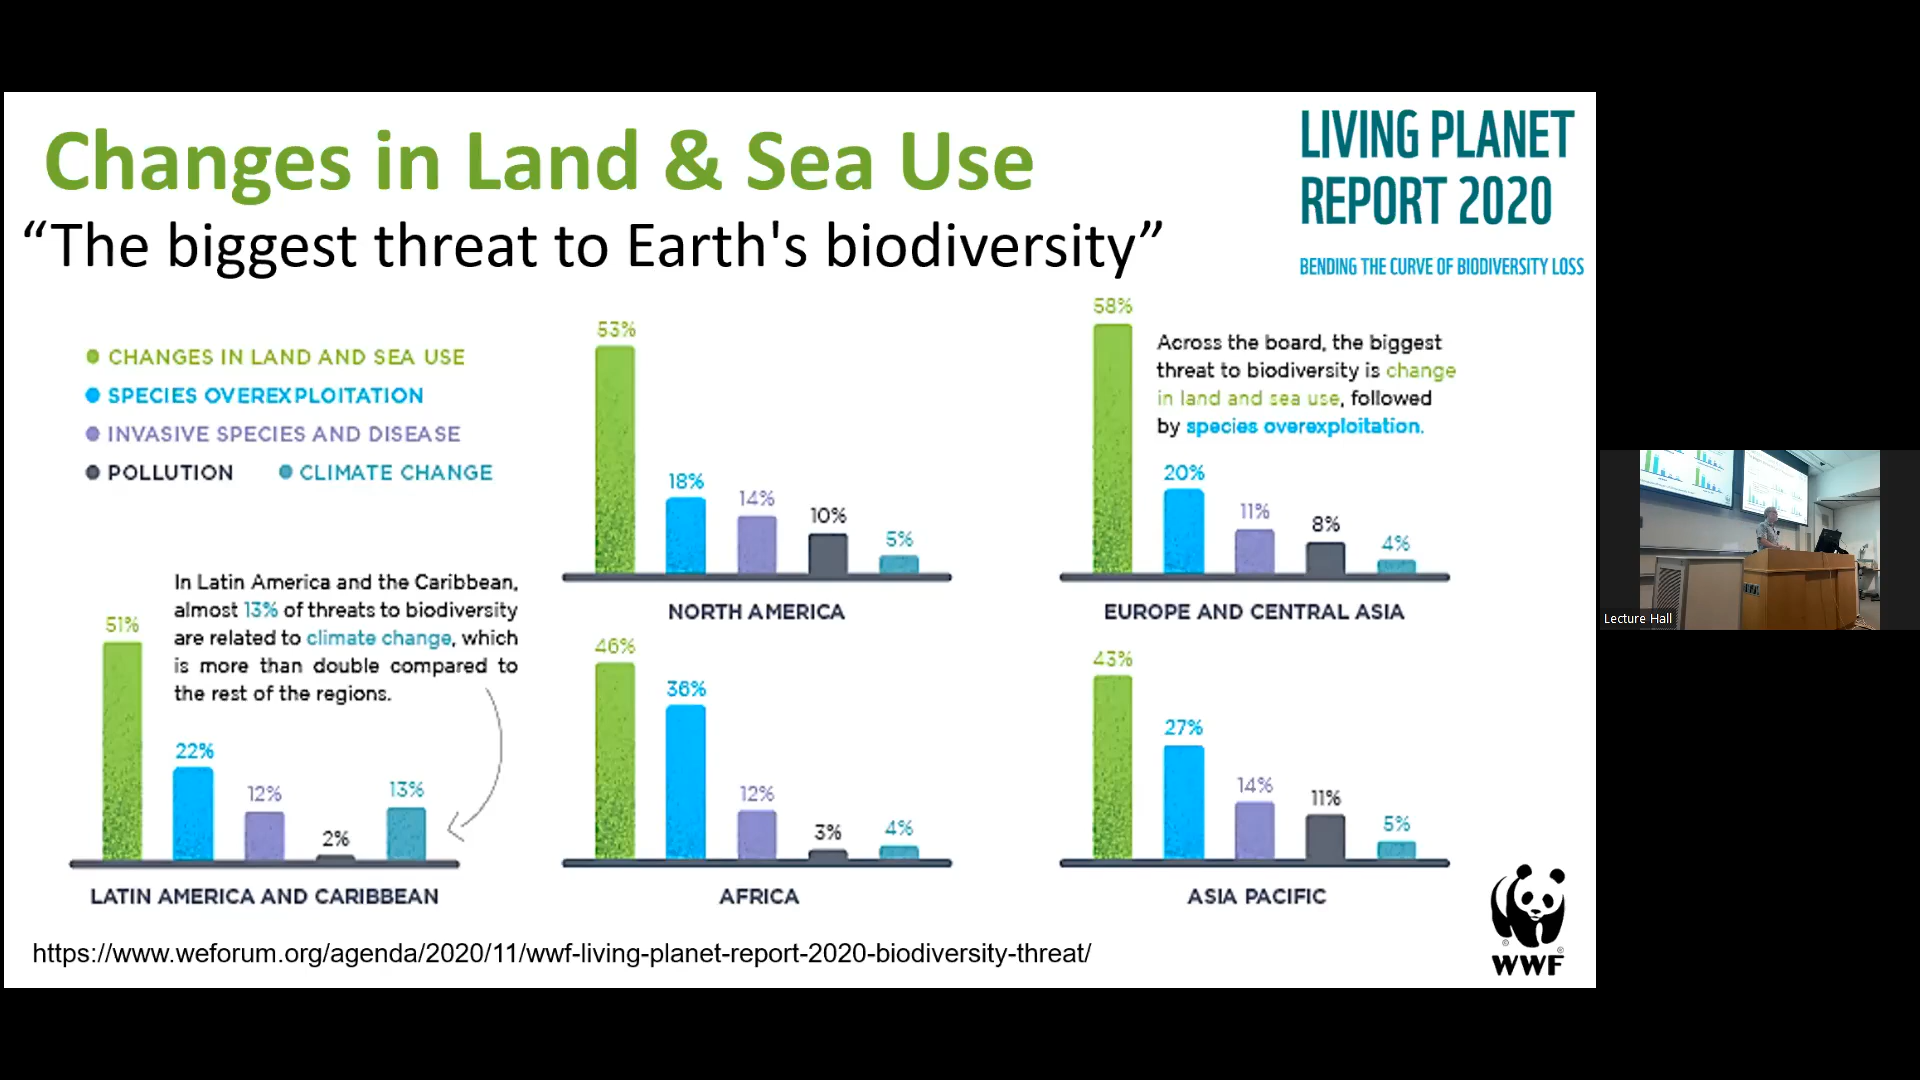 Changes in Land & Sea Use
“The biggest threat to Earth's biodiversity”
LIVING PLANET
REPORT 2020
BENDING THE CURVE OF BIODIVERSITY LOSS
CHANGES IN LAND AND SEA USE
SPECIES OVEREXPLOITATION
INVASIVE SPECIES AND DISEASE
POLLUTION CLIMATE CHANGE
53%
18%
14%
10%
5%
NORTH AMERICA
58%
20%
11%
8%
4%
EUROPE AND CENTRAL ASIA
Across the board, the biggest
threat to biodiversity is change
in land and sea use, followed
by species overexploitation.
In Latin America and the Caribbean,
almost 13% of threats to biodiversity
are related to climate change, which
is more than double compared to
the rest of the regions.
51%
22%
12%
2%
13%
LATIN AMERICA AND CARIBBEAN
46%
36%
12%
3%
4%
AFRICA
43%
27%
14%
11%
5%
ASIA PACIFIC
https://www.weforum.org/agenda/2020/11/wwf-living-planet-report-2020-biodiversity-threat/
WWF
Lecture Hall